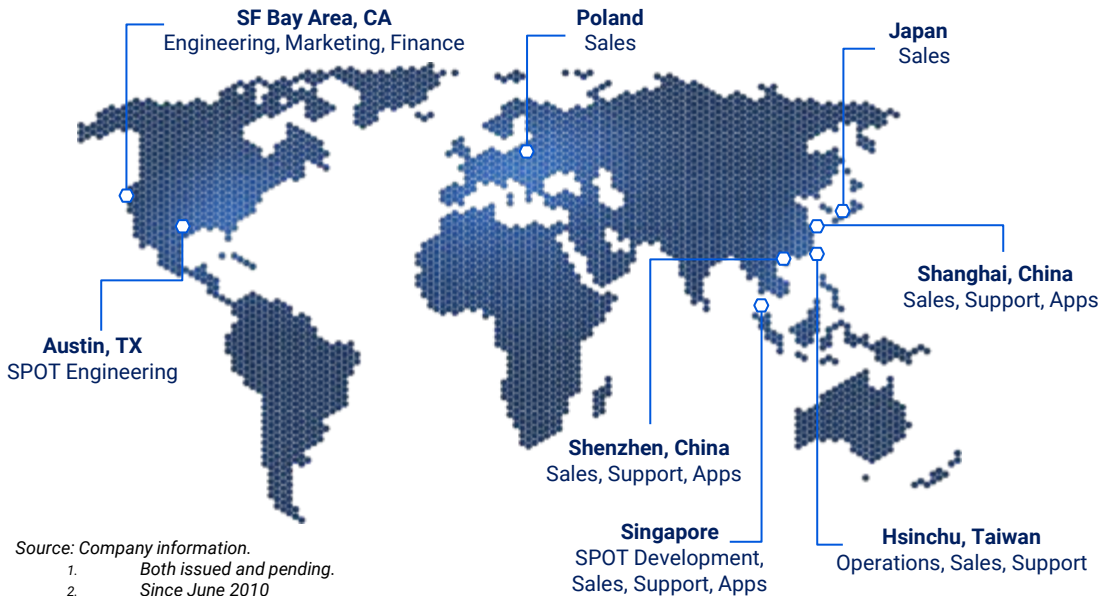 SF Bay Area, CA
Engineering, Marketing, Finance
Poland
Sales
Japan
Sales
Shanghai, China
Sales, Support, Apps
Austin, TX
SPOT Engineering
Shenzhen, China
Sales, Support, Apps
Singapore
SPOT Development,
Sales, Support, Apps
Hsinchu, Taiwan
Operations, Sales, Support
Source: Company information.
1. Both issued and pending.
2. Since June 2010